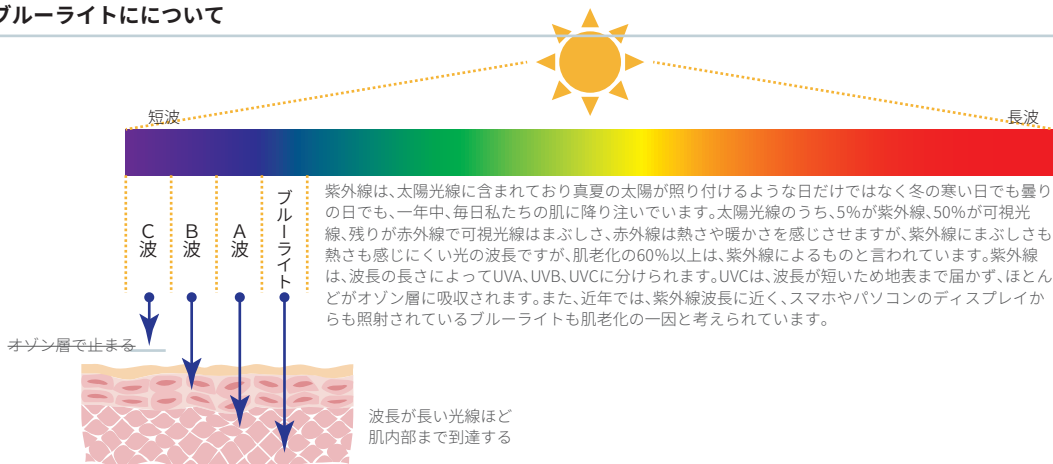 ブルーライトにについて
短波
長波
C波
B波
A波
ブルーライト
紫外線は、太陽光線に含まれており真夏の太陽が照り付けるような日だけではなく冬の寒い日でも曇り
の日でも、一年中、毎日私たちの肌に降り注いでいます。太陽光線のうち、5%が紫外線、50%が可視光
線、残りが赤外線で可視光線はまぶしさ、赤外線は熱さや暖かさを感じさせますが、紫外線にまぶしさも
熱さも感じにくい光の波長ですが、肌老化の60%以上は、紫外線によるものと言われています。紫外線
は、波長の長さによってUVA、UVB、UVCに分けられます。UVCは、波長が短いため地表まで届かず、ほとん
どがオゾン層に吸収されます。また、近年では、紫外線波長に近く、スマホやパソコンのディスプレイか
らも照射されているブルーライトも肌老化の一因と考えられています。
オゾン層で止まる
波長が長い光線ほど
肌内部まで到達する